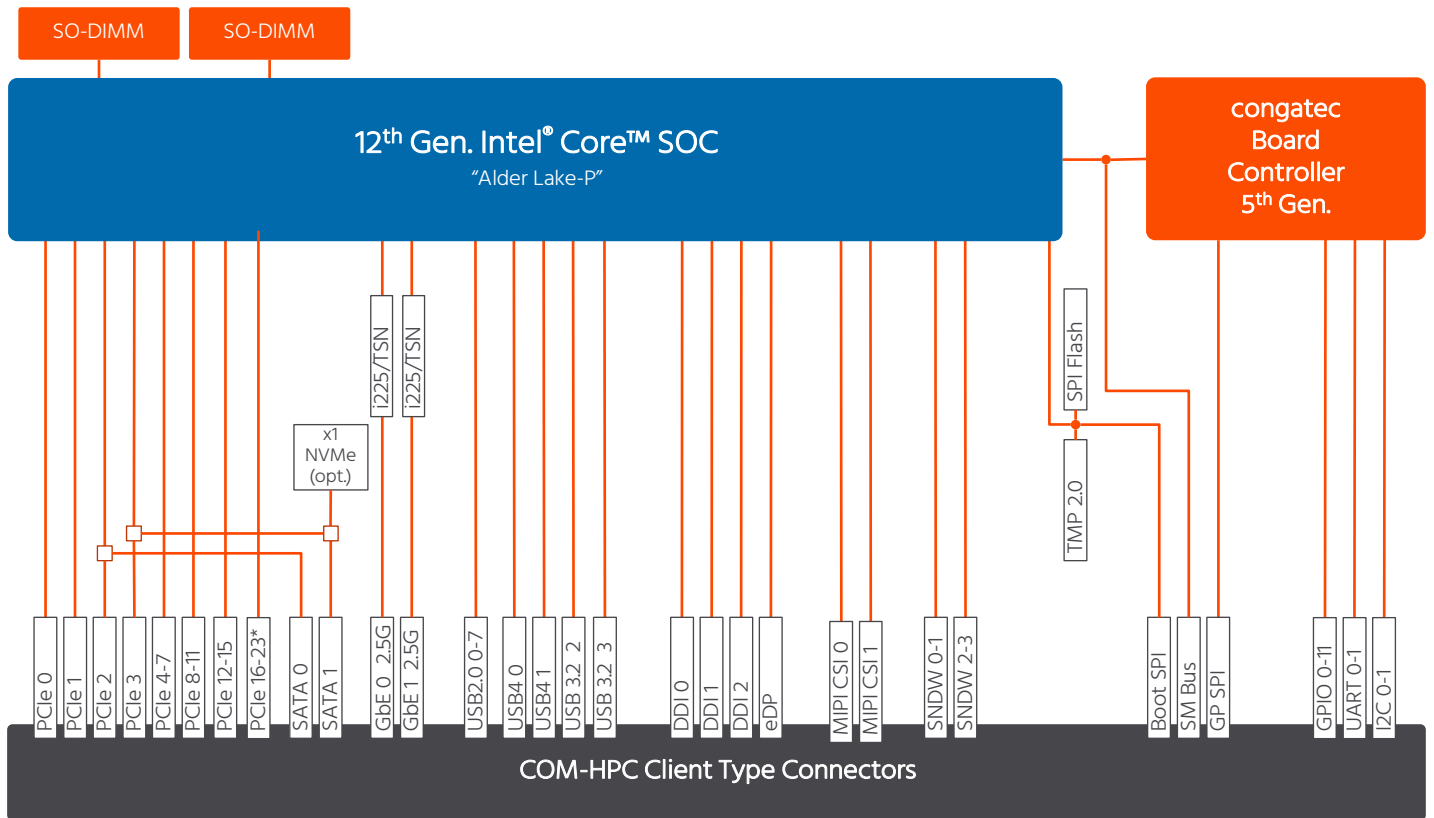 SO-DIMM
SO-DIMM
12th Gen. Intel® Core™ SOC
“Alder Lake-P”
congatec
Board
Controller
5th Gen.
i225/TSN
i225/TSN
SPI Flash
x1
NVMe
(opt.)
TMP 2.0
PCIe 0
PCIe 1
PCIe 2
PCIe 3
PCIe 4-7
PCIe 8-11
PCIe 12-15
PCIe 16-23*
SATA 0
SATA 1
GbE 0 2.5G
GbE 1 2.5G
USB2.0 0-7
USB4 0
USB4 1
USB 3.2 2
USB 3.2 3
DDI 0
DDI 1
DDI 2
eDP
MIPI CSI 0
MIPI CSI 1
SNDW 0-1
SNDW 2-3
Boot SPI
SM Bus
GP SPI
GPIO 0-11
UART 0-1
I2C 0-1
COM-HPC Client Type Connectors